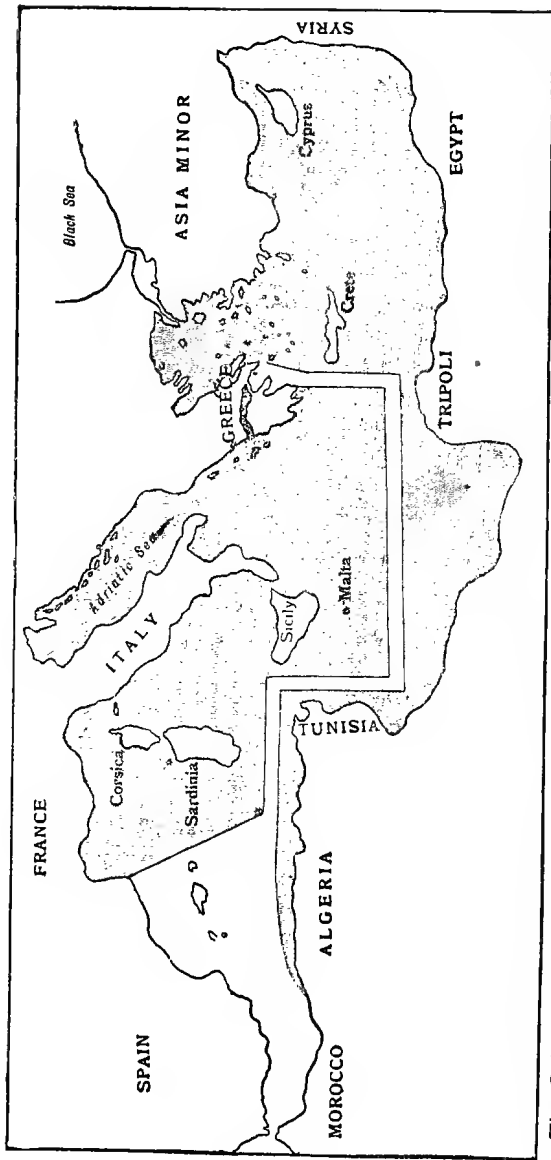 FRANCE
SPAIN
MOROCCO
ALGERIA
TUNISIA
TRIPOLI
EGYPT
SYRIA
ASIA MINOR
Black Sea
GREECE
ITALY
Adriatic Sea
Corsica
Sardinia
Sicily
Malta
Crete
Cyprus